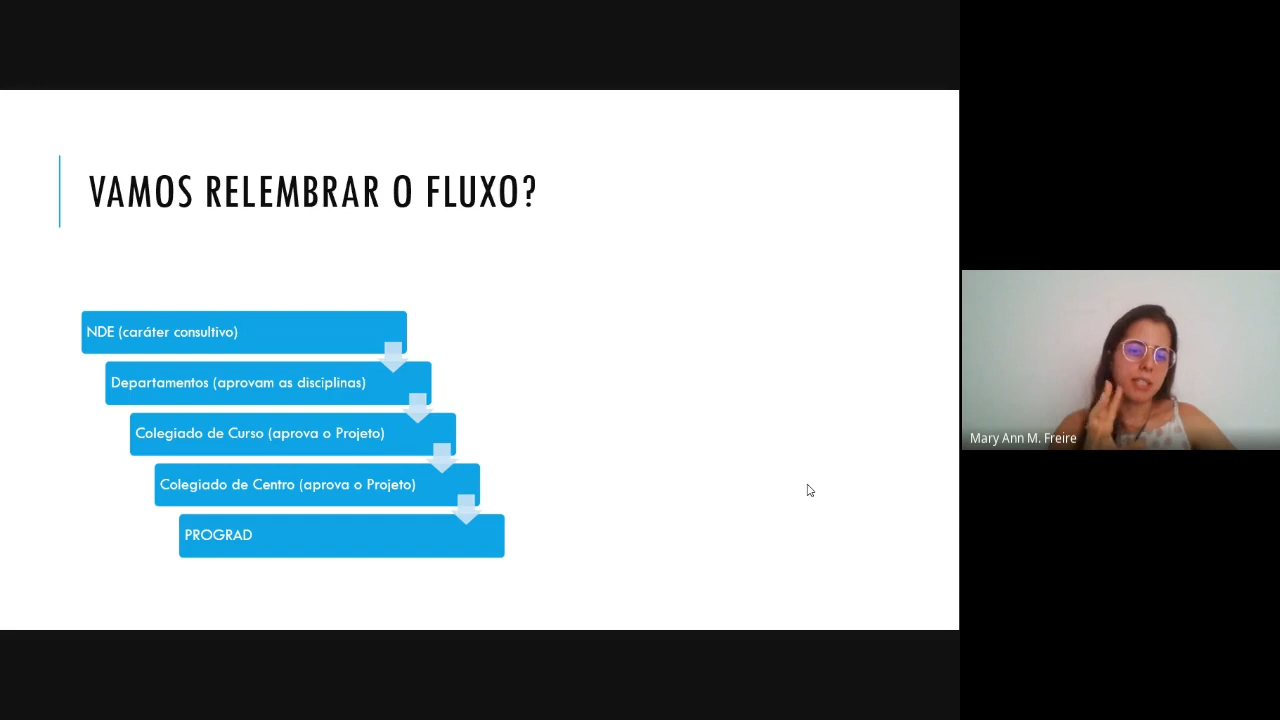 VAMOS RELEMBRAR O FLUXO?
NDE (caráter consultivo)
Departamentos (aprovam as disciplinas)
Colegiado de Curso (aprova o Projeto)
Colegiado de Centro (aprova o Projeto)
PROGRAD
Mary Ann M. Freire